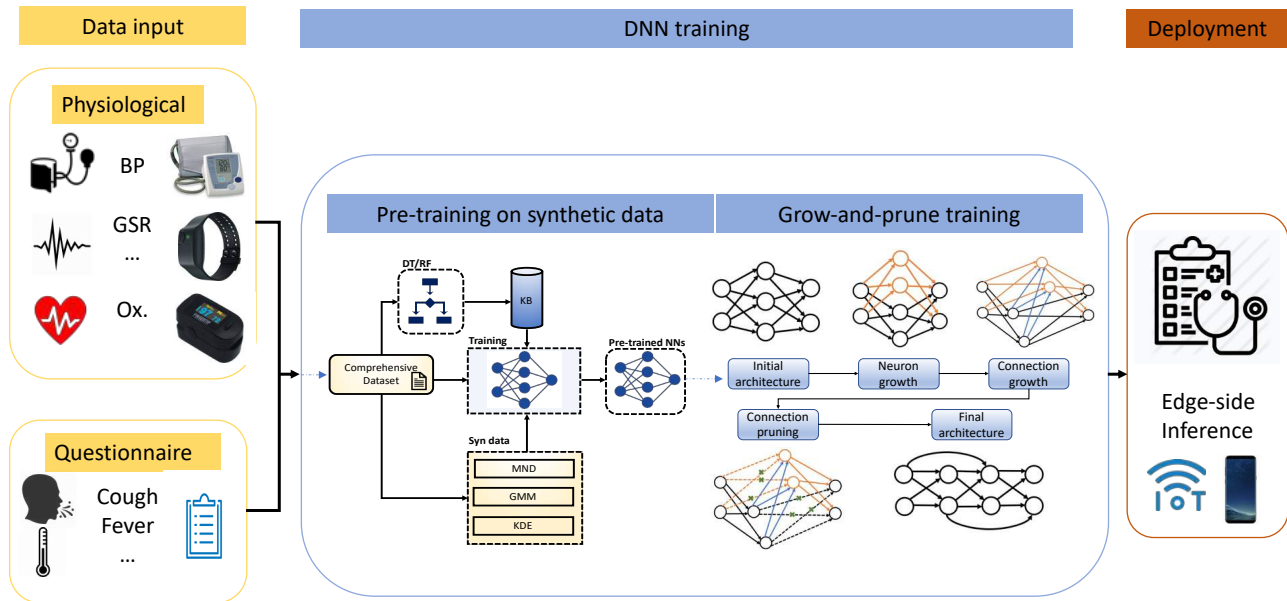 Data input
DNN training
Deployment
Physiological
BP
GSR
...
Ox.
Questionnaire
Cough
Fever
...
Pre-training on synthetic data
Grow-and-prune training
DT/RF
KB
Training
Pre-trained NNs
Comprehensive
Dataset
Syn data
MND
GMM
KDE
Initial
architecture
Neuron
growth
Connection
growth
Connection
pruning
Final
architecture
Edge-side
Inference
IoT